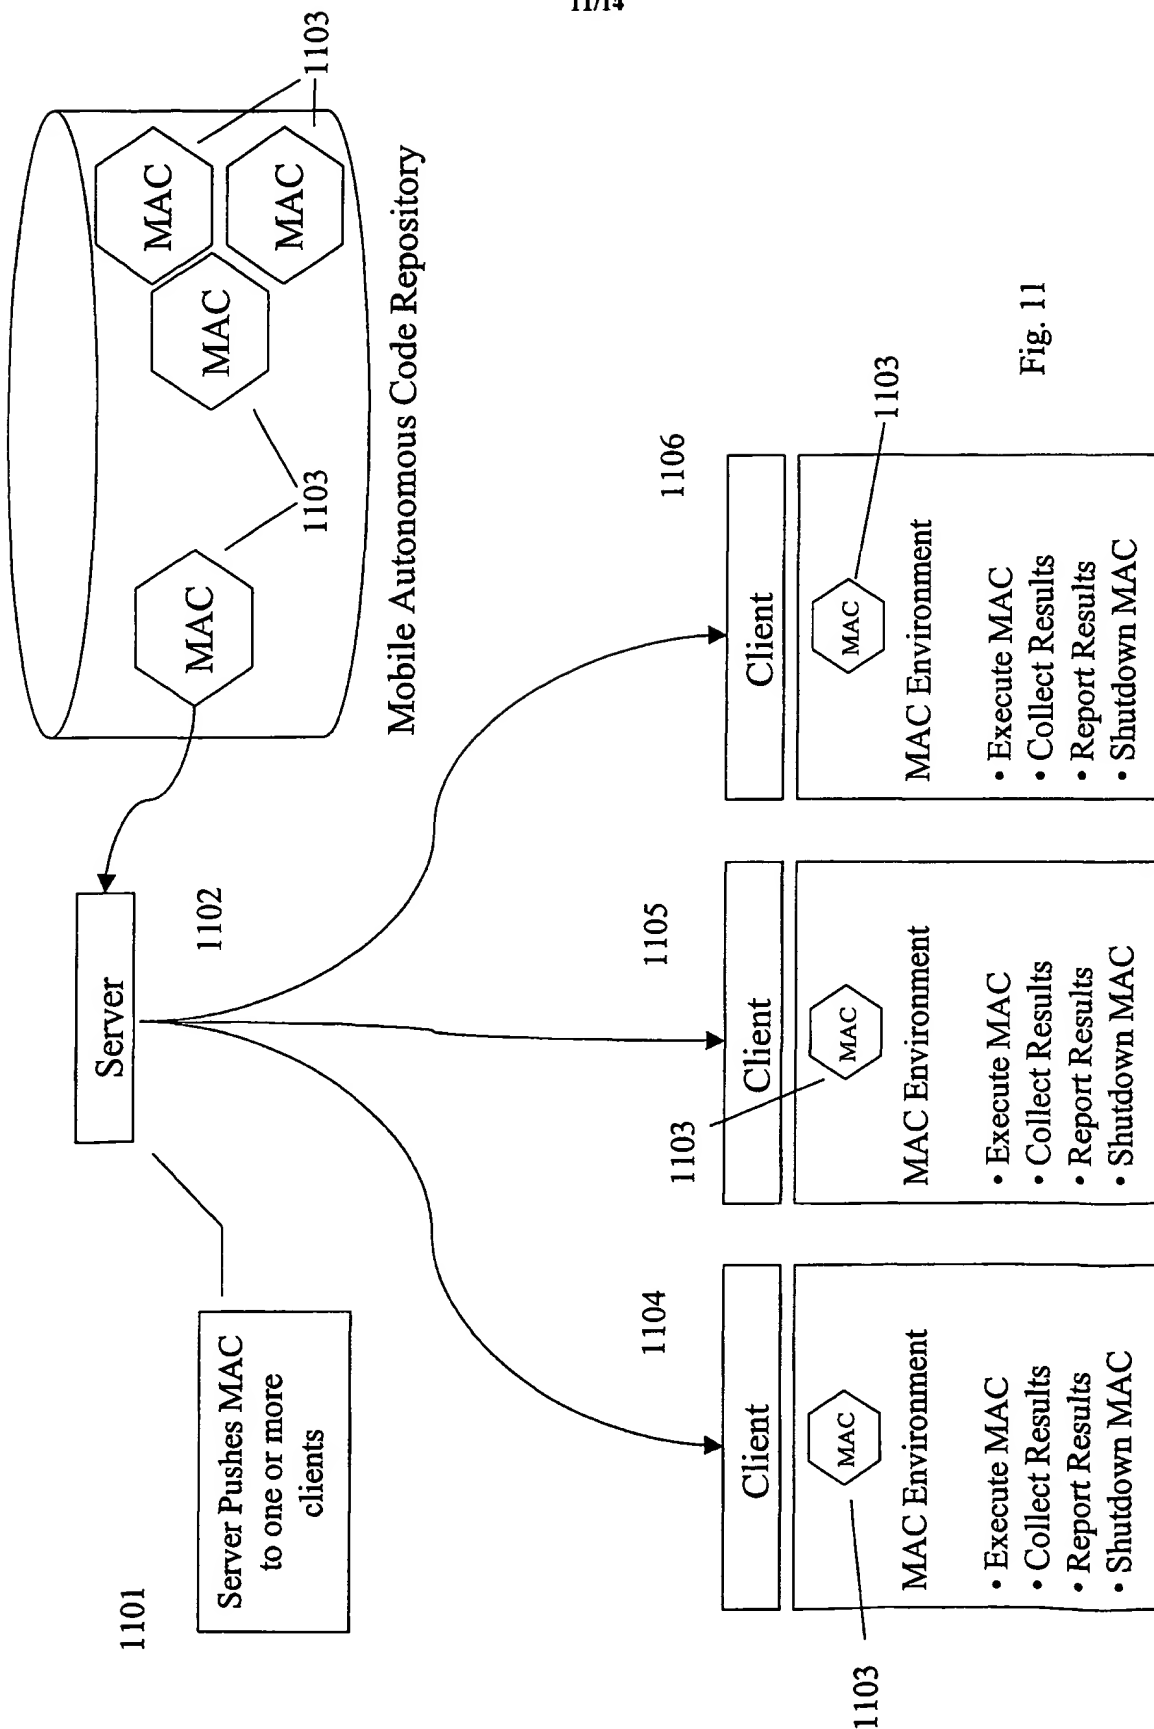 11/14
1101
Server Pushes MAC
to one or more
clients
Server
1102
MAC
MAC
MAC
MAC
1103
1103
Mobile Autonomous Code Repository
1104
Client
1103
MAC
MAC Environment
• Execute MAC
• Collect Results
• Report Results
• Shutdown MAC
1105
Client
1103
MAC
MAC Environment
• Execute MAC
• Collect Results
• Report Results
• Shutdown MAC
1106
Client
1103
MAC
MAC Environment
• Execute MAC
• Collect Results
• Report Results
• Shutdown MAC
Fig. 11